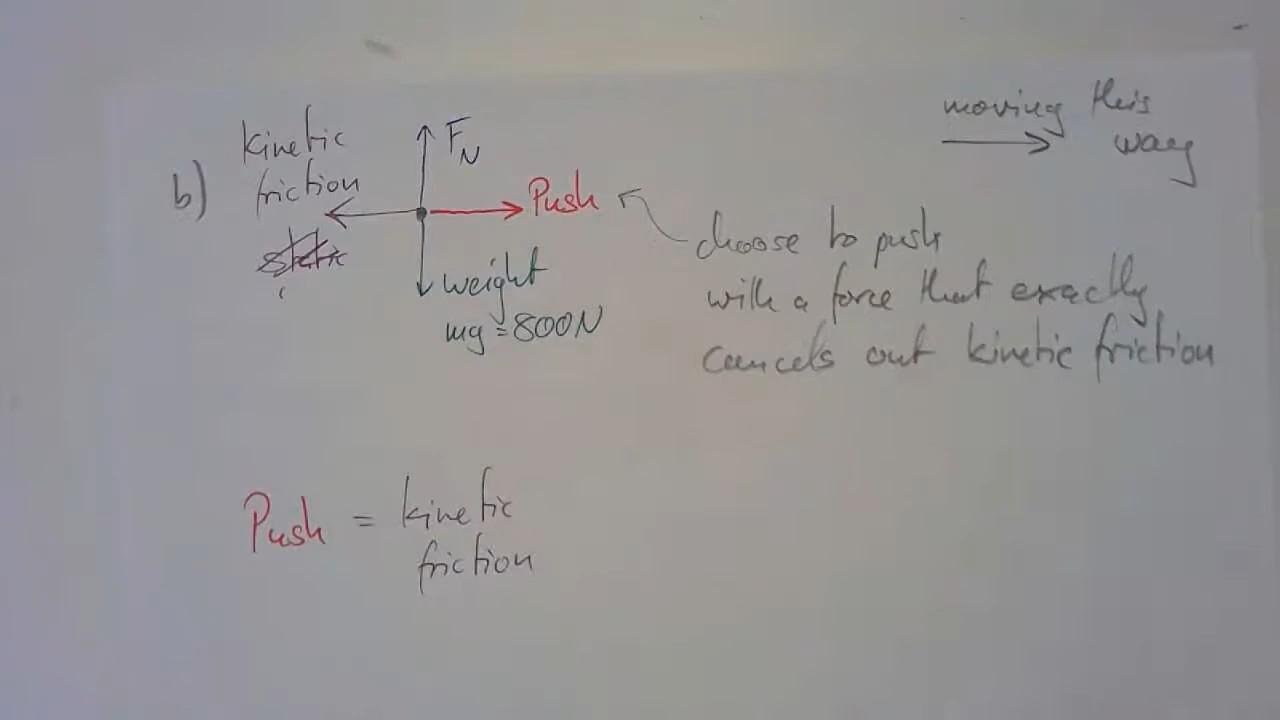 b)
kinetic
friction
static
F_N
Push
weight
mg = 800N
moving this
way
choose to push
with a force that exactly
cancels out kinetic friction
Push = kinetic
friction